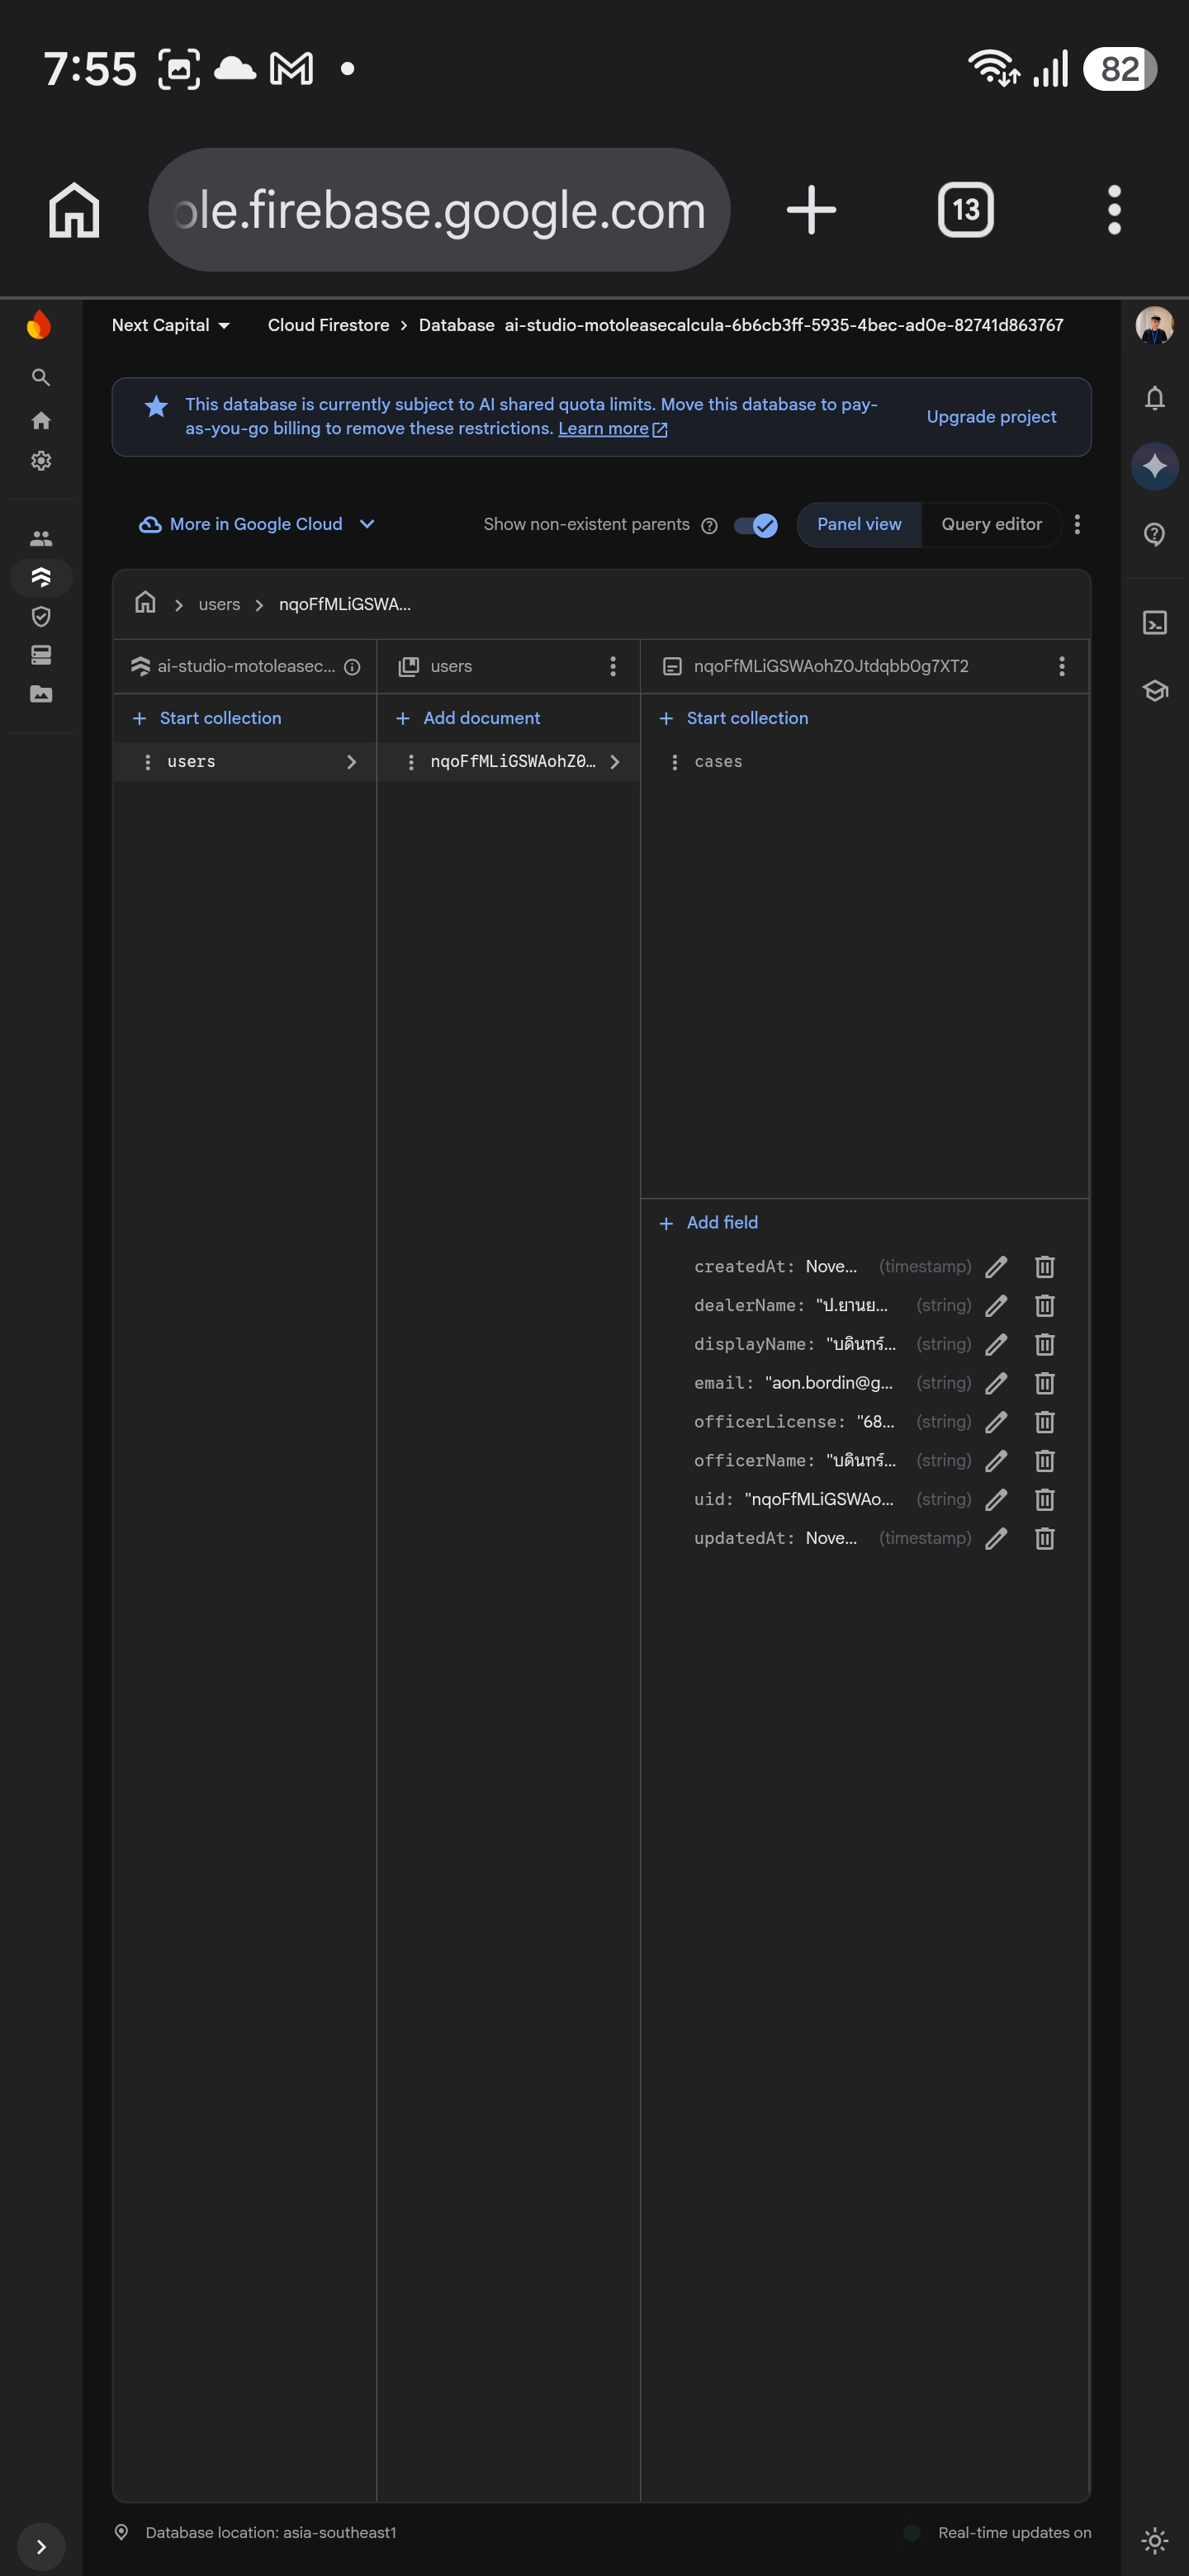 7:55
82
ole.firebase.google.com
13
Next Capital
Cloud Firestore > Database ai-studio-motoleasecalcula-6b6cb3ff-5935-4bec-ad0e-82741d863767
This database is currently subject to AI shared quota limits. Move this database to pay-
as-you-go billing to remove these restrictions. Learn more
Upgrade project
More in Google Cloud
Show non-existent parents
Panel view
Query editor
users > nqoFfMLiGSWA...
ai-studio-motoleasec...
users
nqoFfMLiGSWAohZ0Jtdqbb0g7XT2
+ Start collection
+ Add document
+ Start collection
users
nqoFfMLiGSWAohZ0...
cases
+ Add field
createdAt: Nove... (timestamp)
dealerName: "ป.ยานย... (string)
displayName: "บดินทร์... (string)
email: "aon.bordin@g... (string)
officerLicense: "68... (string)
officerName: "บดินทร์... (string)
uid: "nqoFfMLiGSWAo... (string)
updatedAt: Nove... (timestamp)
Database location: asia-southeast1
Real-time updates on